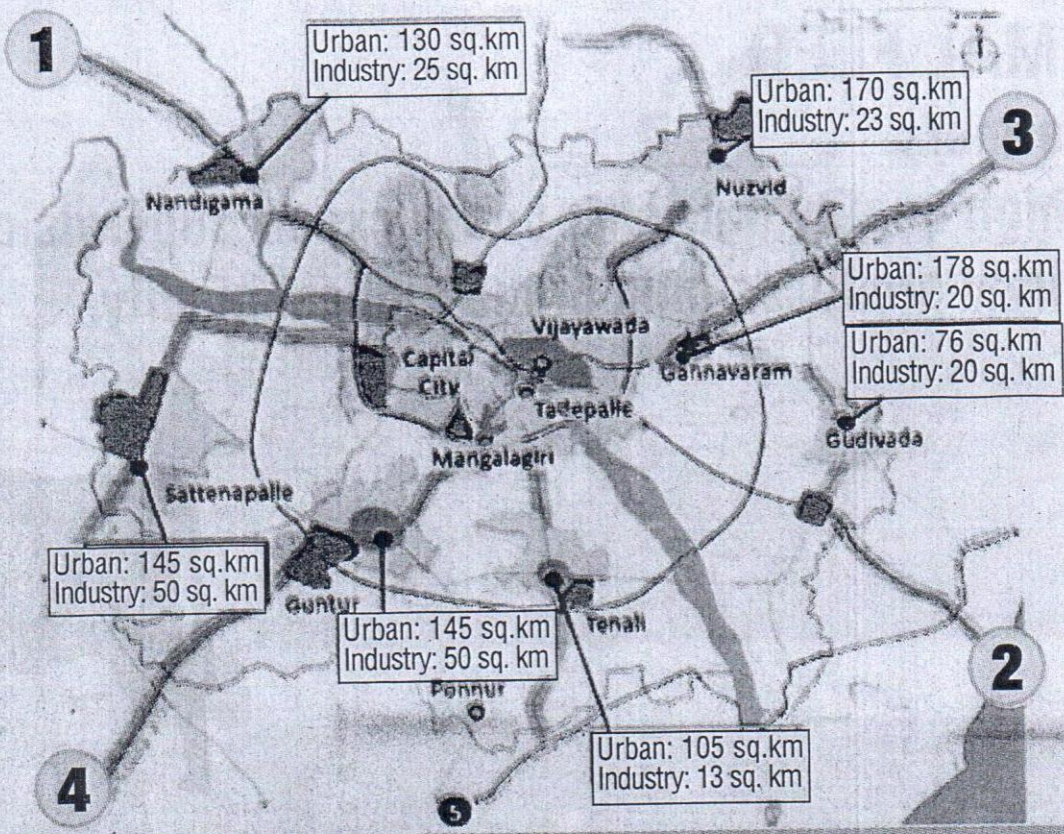 1
Urban: 130 sq.km
Industry: 25 sq. km
Urban: 170 sq.km
Industry: 23 sq. km
3
Nandigama
Nuzvid
Urban: 178 sq.km
Industry: 20 sq. km
Vijayawada
Capital
City
Gannavaram
Urban: 76 sq.km
Industry: 20 sq. km
Tadepalle
Gudivada
Mangalagiri
Sattenapalle
Urban: 145 sq.km
Industry: 50 sq. km
Guntur
Urban: 145 sq.km
Industry: 50 sq. km
Tenali
Ponnur
2
Urban: 105 sq.km
Industry: 13 sq. km
4
5